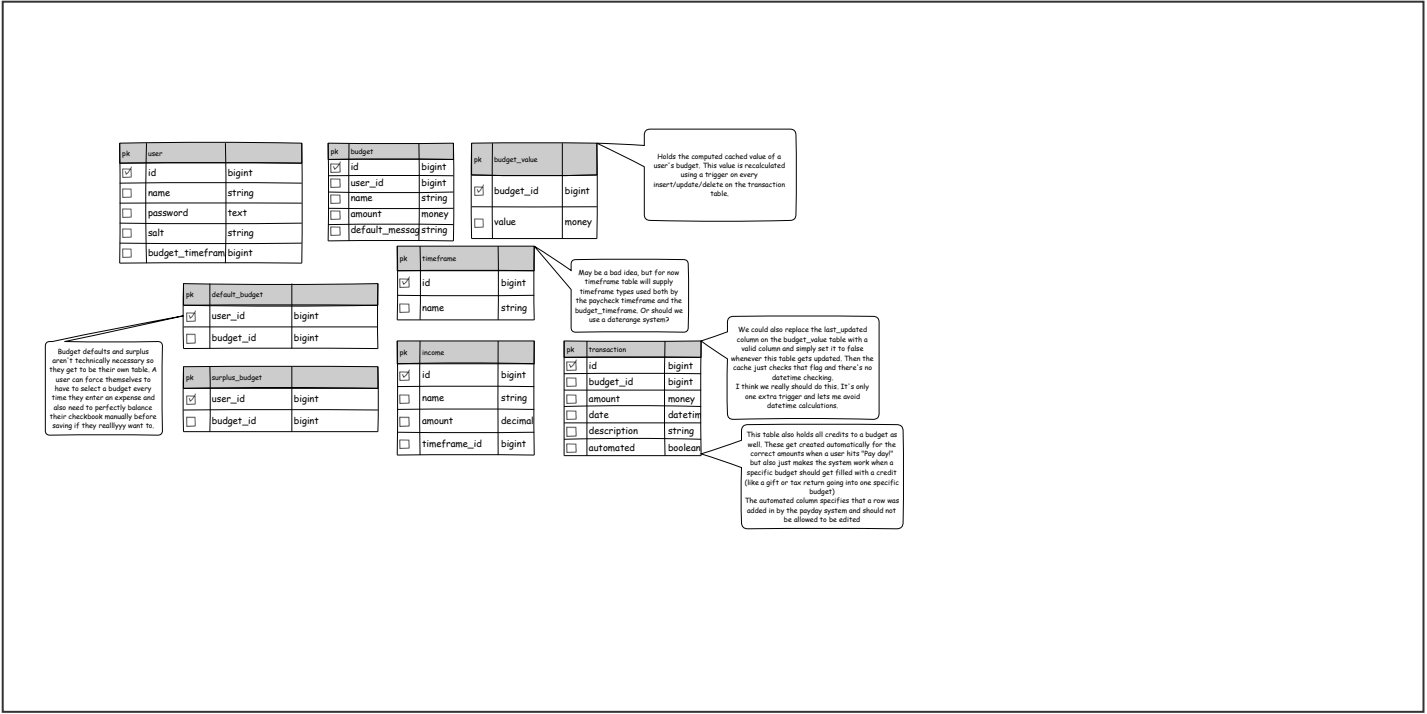 pk user
id bigint
name string
password text
salt string
budget_timefram bigint
pk budget
id bigint
user_id bigint
name string
amount money
default_messag string
pk budget_value
budget_id bigint
value money
Holds the computed cached value of a
user's budget. This value is recalculated
using a trigger on every
insert/update/delete on the transaction
table.
pk timeframe
id bigint
name string
May be a bad idea, but for now
timeframe table will supply
timeframe types used both by
the paycheck timeframe and the
budget_timeframe. Or should we
use a daterange system?
pk default_budget
user_id bigint
budget_id bigint
Budget defaults and surplus
aren't technically necessary so
they get to be their own table. A
user can force themselves to
have to select a budget every
time they enter an expense and
also need to perfectly balance
their checkbook manually before
saving if they reallyyy want to.
pk surplus_budget
user_id bigint
budget_id bigint
pk income
id bigint
name string
amount decimal
timeframe_id bigint
pk transaction
id bigint
budget_id bigint
amount money
date datetim
description string
automated boolean
We could also replace the last_updated
column on the budget_value table with a
valid column and simply set it to false
whenever this table gets updated. Then the
cache just checks that flag and there's no
datetime checking.
I think we really should do this. It's only
one extra trigger and lets me avoid
datetime calculations.
This table also holds all credits to a budget as
well. These get created automatically for the
correct amounts when a user hits "Pay day!"
but also just makes the system work when a
specific budget should get filled with a credit
(like a gift or tax return going into one specific
budget)
The automated column specifies that a row was
added in by the payday system and should not
be allowed to be edited